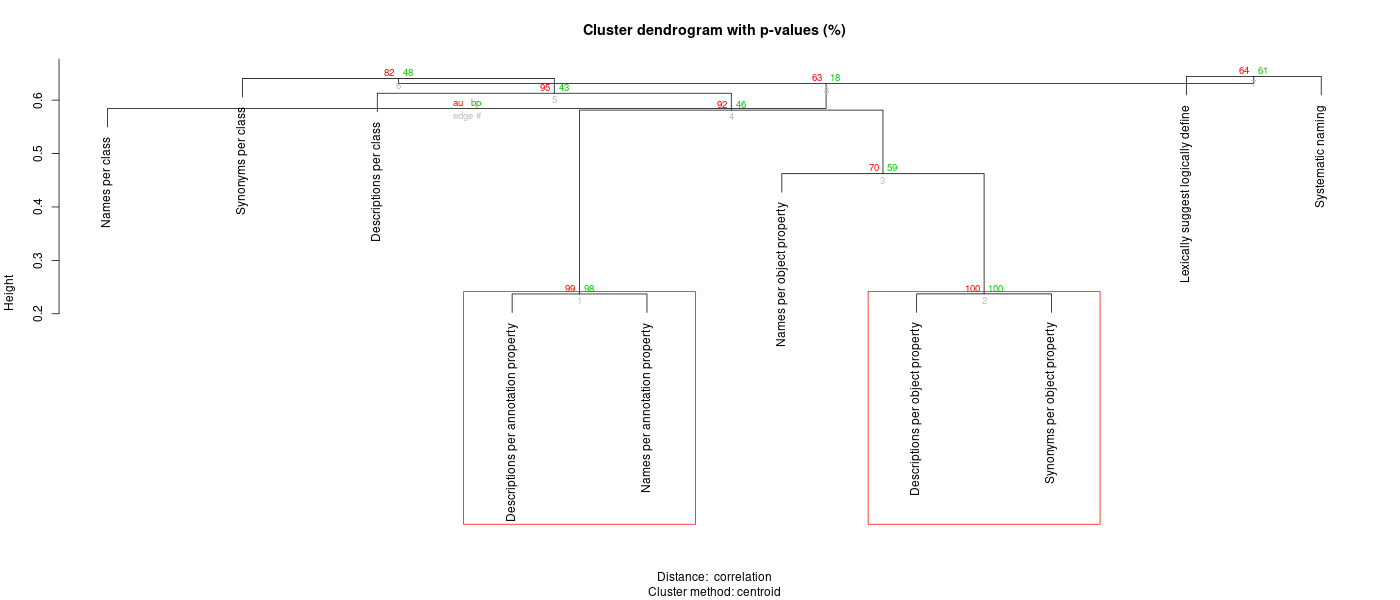 Cluster dendrogram with p-values (%)
82 48
6
95 43
5
63 18
8
64 61
7
au bp
edge #
92 46
4
70 59
3
99 98
1
100 100
2
Height
0.2
0.3
0.4
0.5
0.6
Names per class
Synonyms per class
Descriptions per class
Descriptions per annotation property
Names per annotation property
Names per object property
Descriptions per object property
Synonyms per object property
Lexically suggest logically define
Systematic naming
Distance: correlation
Cluster method: centroid